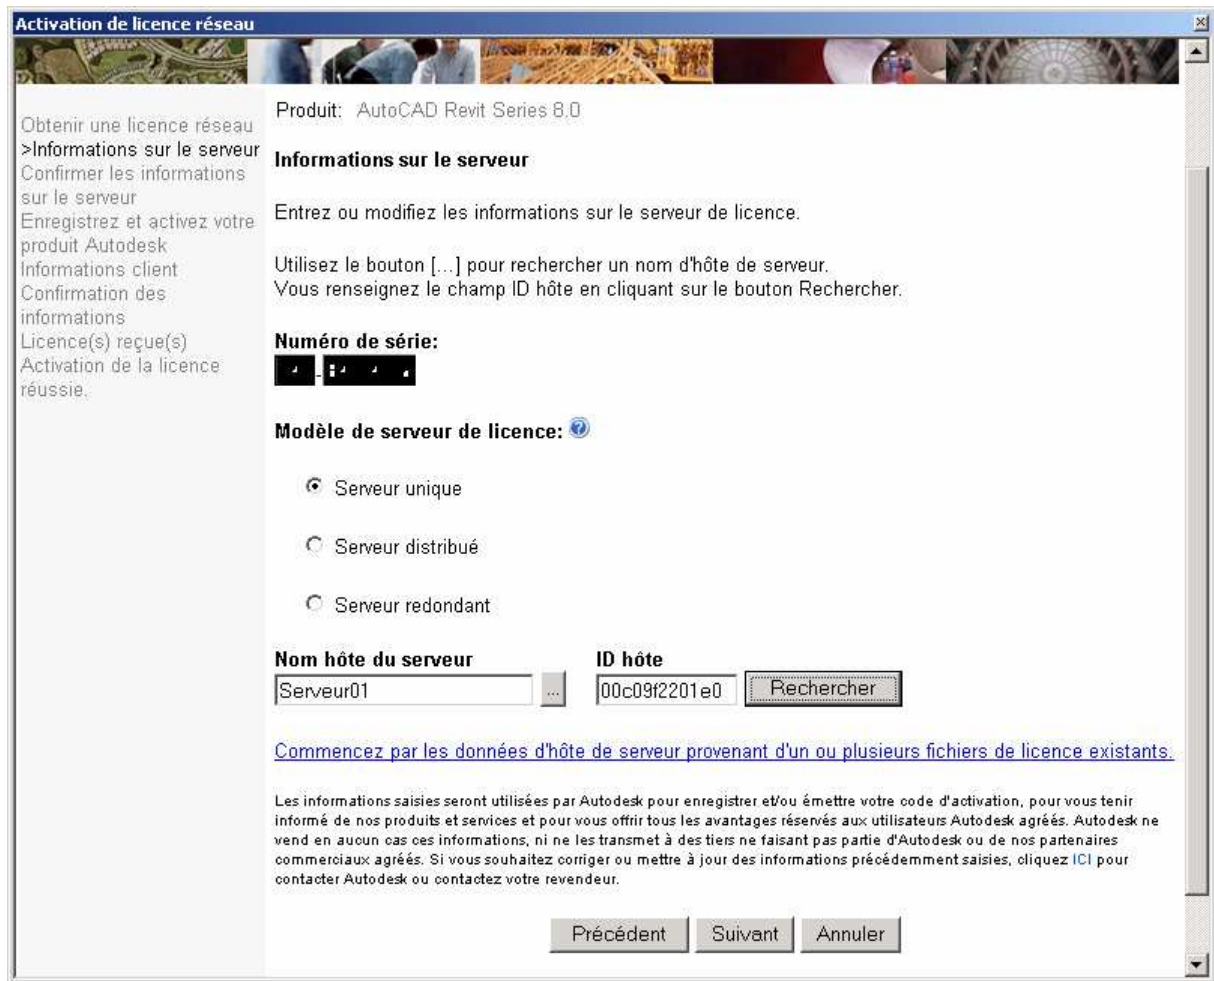 Activation de licence réseau
Produit: AutoCAD Revit Series 8.0
Obtenir une licence réseau
>Informations sur le serveur
Confirmer les informations
sur le serveur
Enregistrez et activez votre
produit Autodesk
Informations client
Confirmation des
informations
Licence(s) reçue(s)
Activation de la licence
réussie.
Informations sur le serveur
Entrez ou modifiez les informations sur le serveur de licence.
Utilisez le bouton [...] pour rechercher un nom d'hôte de serveur.
Vous renseignez le champ ID hôte en cliquant sur le bouton Rechercher.
Numéro de série:
Modèle de serveur de licence:
Serveur unique
Serveur distribué
Serveur redondant
Nom hôte du serveur ID hôte
Serveur01 ... 00c09f2201e0 Rechercher
Commencez par les données d'hôte de serveur provenant d'un ou plusieurs fichiers de licence existants.
Les informations saisies seront utilisées par Autodesk pour enregistrer et/ou émettre votre code d'activation, pour vous tenir
informé de nos produits et services et pour vous offrir tous les avantages réservés aux utilisateurs Autodesk agréés. Autodesk ne
vend en aucun cas ces informations, ni ne les transmet à des tiers ne faisant pas partie d'Autodesk ou de nos partenaires
commerciaux agréés. Si vous souhaitez corriger ou mettre à jour des informations précédemment saisies, cliquez ICI pour
contacter Autodesk ou contactez votre revendeur.
Précédent Suivant Annuler